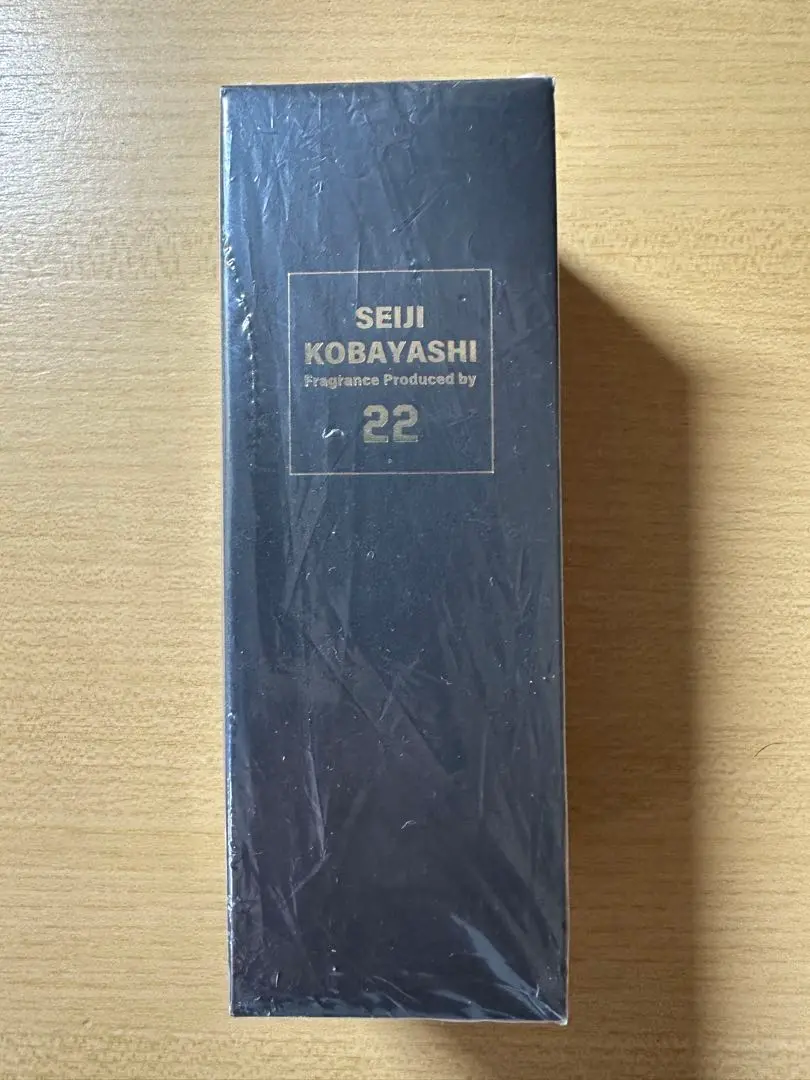 SEIJI
KOBAYASHI
Fragrance Produced by
22